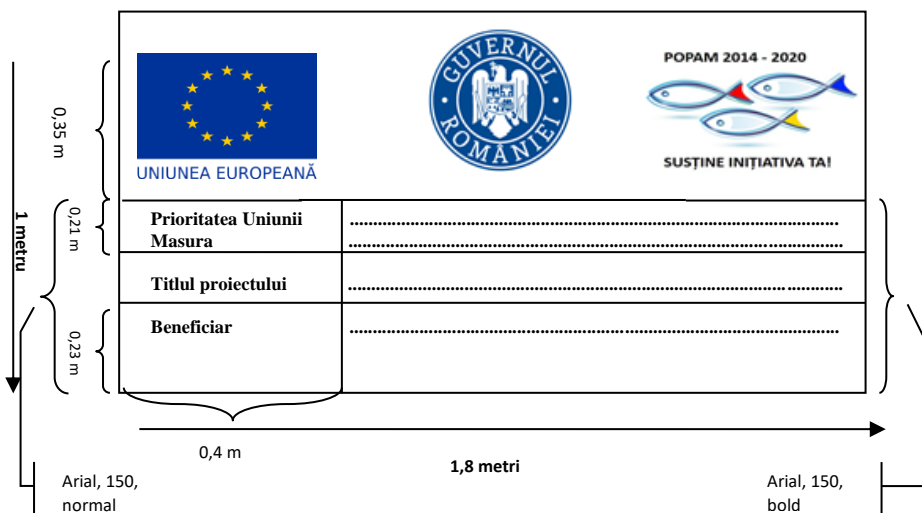 POPAM 2014 - 2020
GUVERNUL ROMÂNIEI
UNIUNEA EUROPEANĂ
SUSȚINE INIȚIATIVA TA!
0,35 m
1 metru
0,21 m
Prioritatea Uniunii
Masura
Titlul proiectului
Beneficiar
0,23 m
0,4 m
1,8 metri
Arial, 150,
normal
Arial, 150,
bold